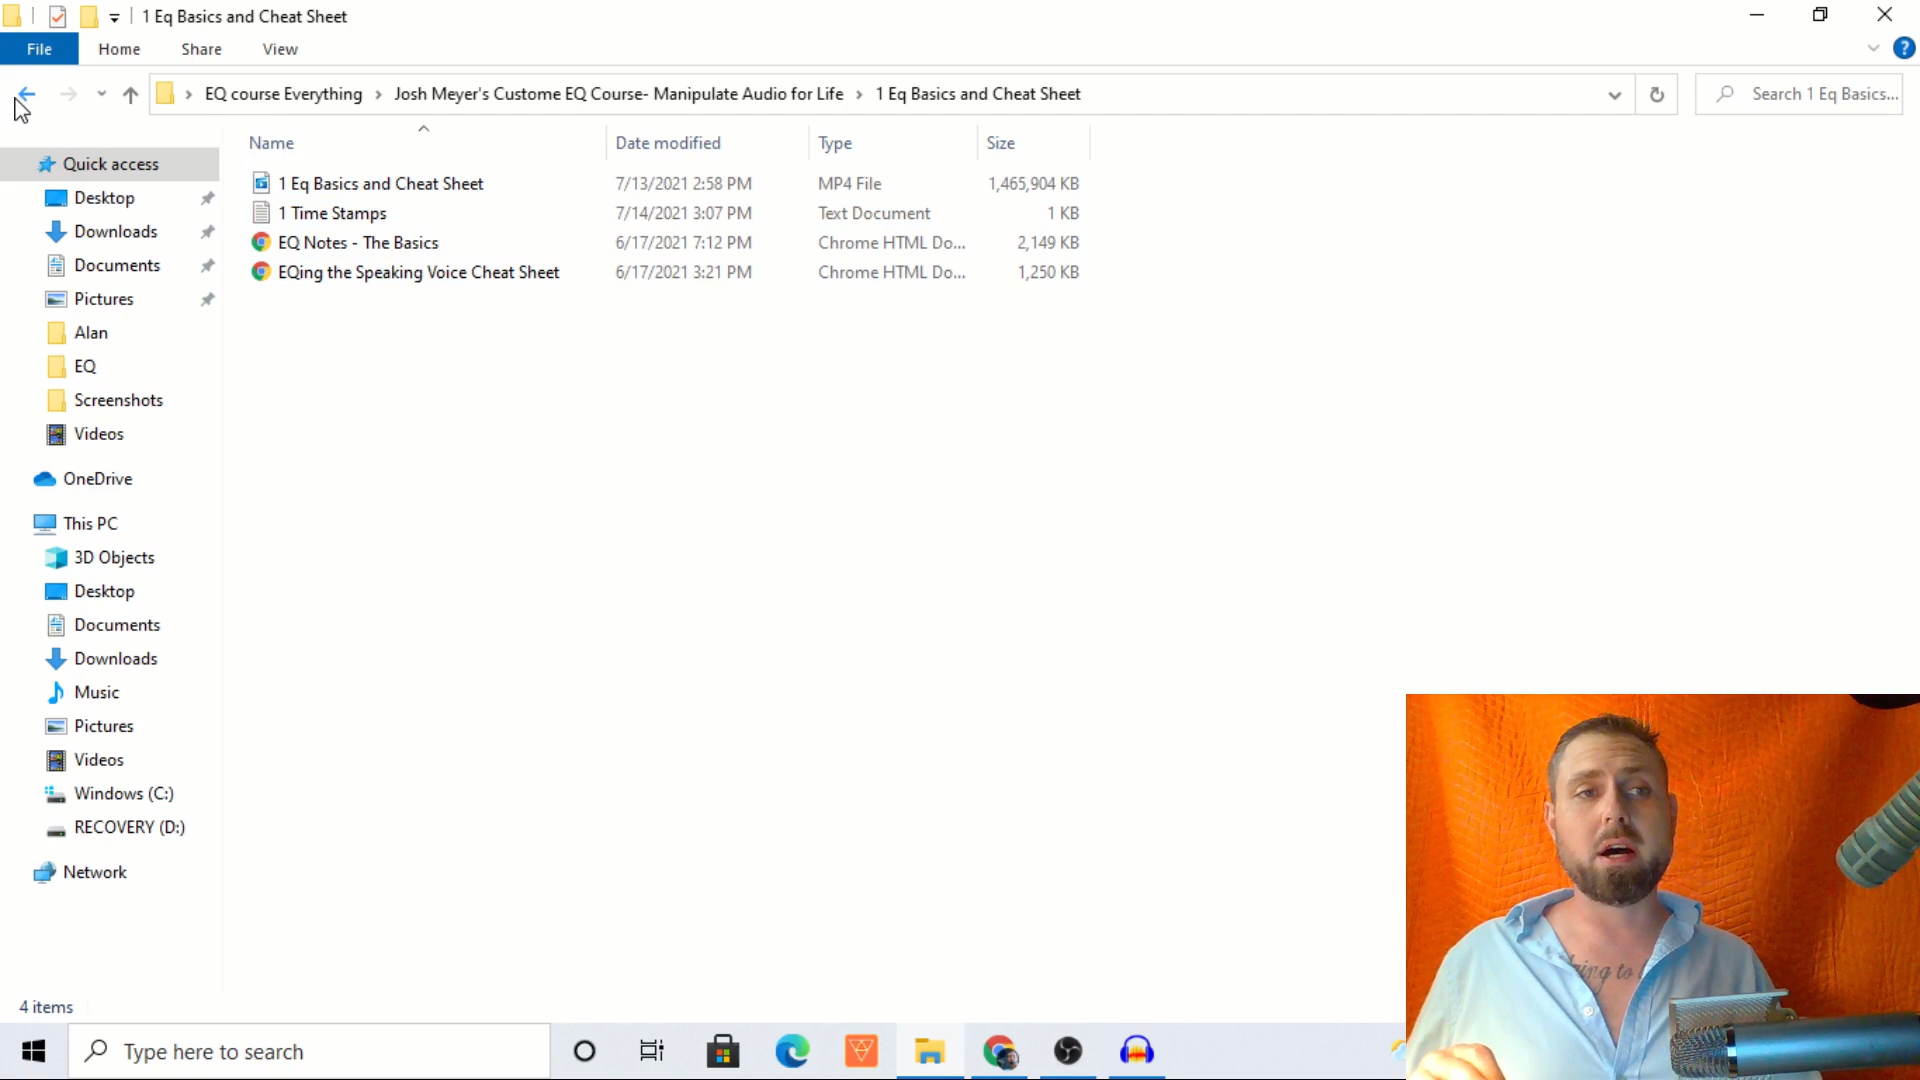 1 Eq Basics and Cheat Sheet
File Home Share View
EQ course Everything Josh Meyer's Custome EQ Course- Manipulate Audio for Life 1 Eq Basics and Cheat Sheet Search 1 Eq Basics...
Name Date modified Type Size
1 Eq Basics and Cheat Sheet 7/13/2021 2:58 PM MP4 File 1,465,904 KB
1 Time Stamps 7/14/2021 3:07 PM Text Document 1 KB
EQ Notes - The Basics 6/17/2021 7:12 PM Chrome HTML Do... 2,149 KB
EQing the Speaking Voice Cheat Sheet 6/17/2021 3:21 PM Chrome HTML Do... 1,250 KB
Quick access
Desktop
Downloads
Documents
Pictures
Alan
EQ
Screenshots
Videos
OneDrive
This PC
3D Objects
Desktop
Documents
Downloads
Music
Pictures
Videos
Windows (C:)
RECOVERY (D:)
Network
4 items
Type here to search